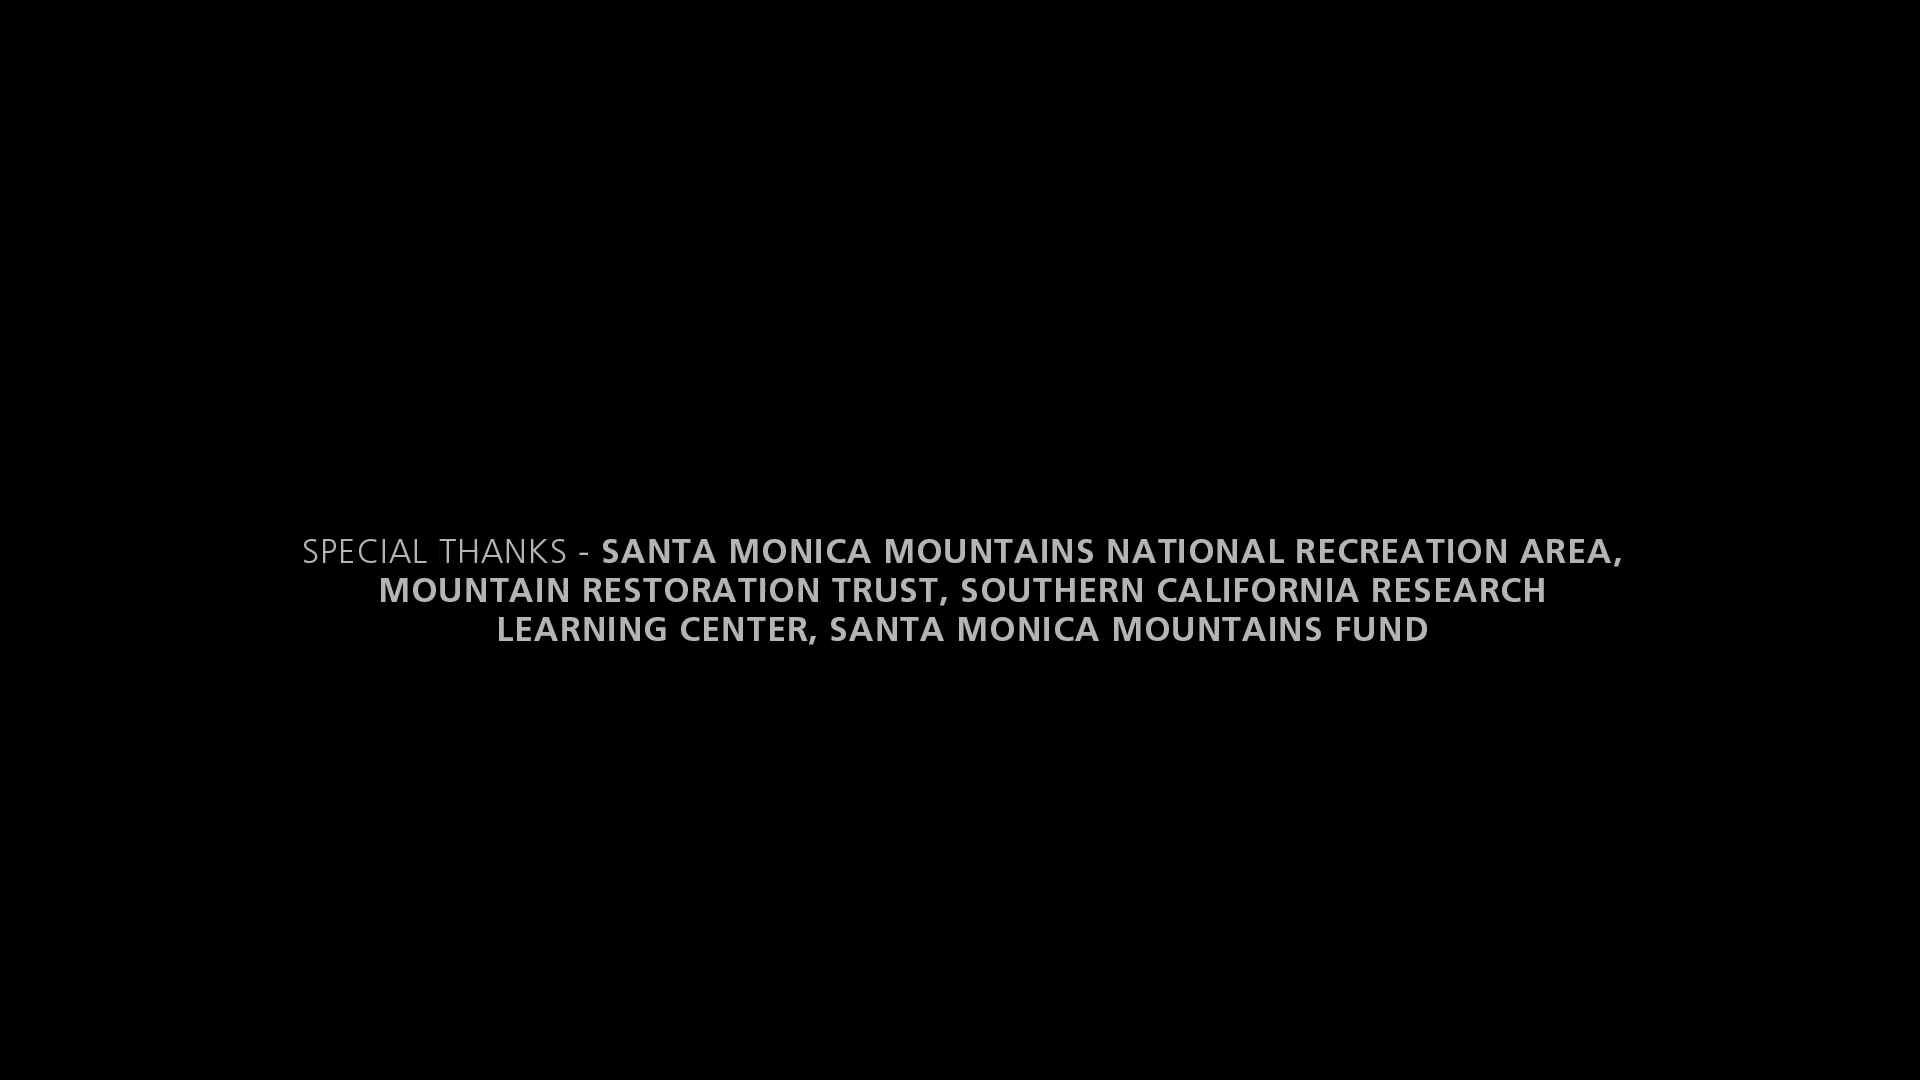 SPECIAL THANKS - SANTA MONICA MOUNTAINS NATIONAL RECREATION AREA,
MOUNTAIN RESTORATION TRUST, SOUTHERN CALIFORNIA RESEARCH
LEARNING CENTER, SANTA MONICA MOUNTAINS FUND